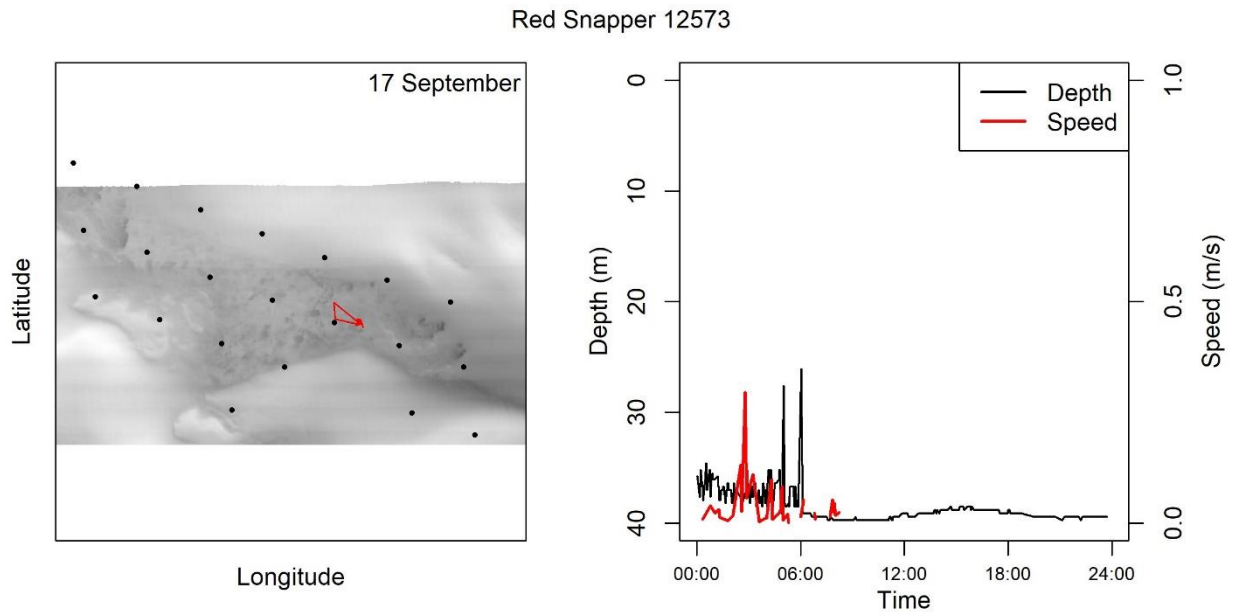 Red Snapper 12573
17 September
Latitude
Longitude
Depth
Speed
Depth (m)
0
10
20
30
40
Speed (m/s)
1.0
0.5
0.0
00:00 06:00 12:00 18:00 24:00
Time